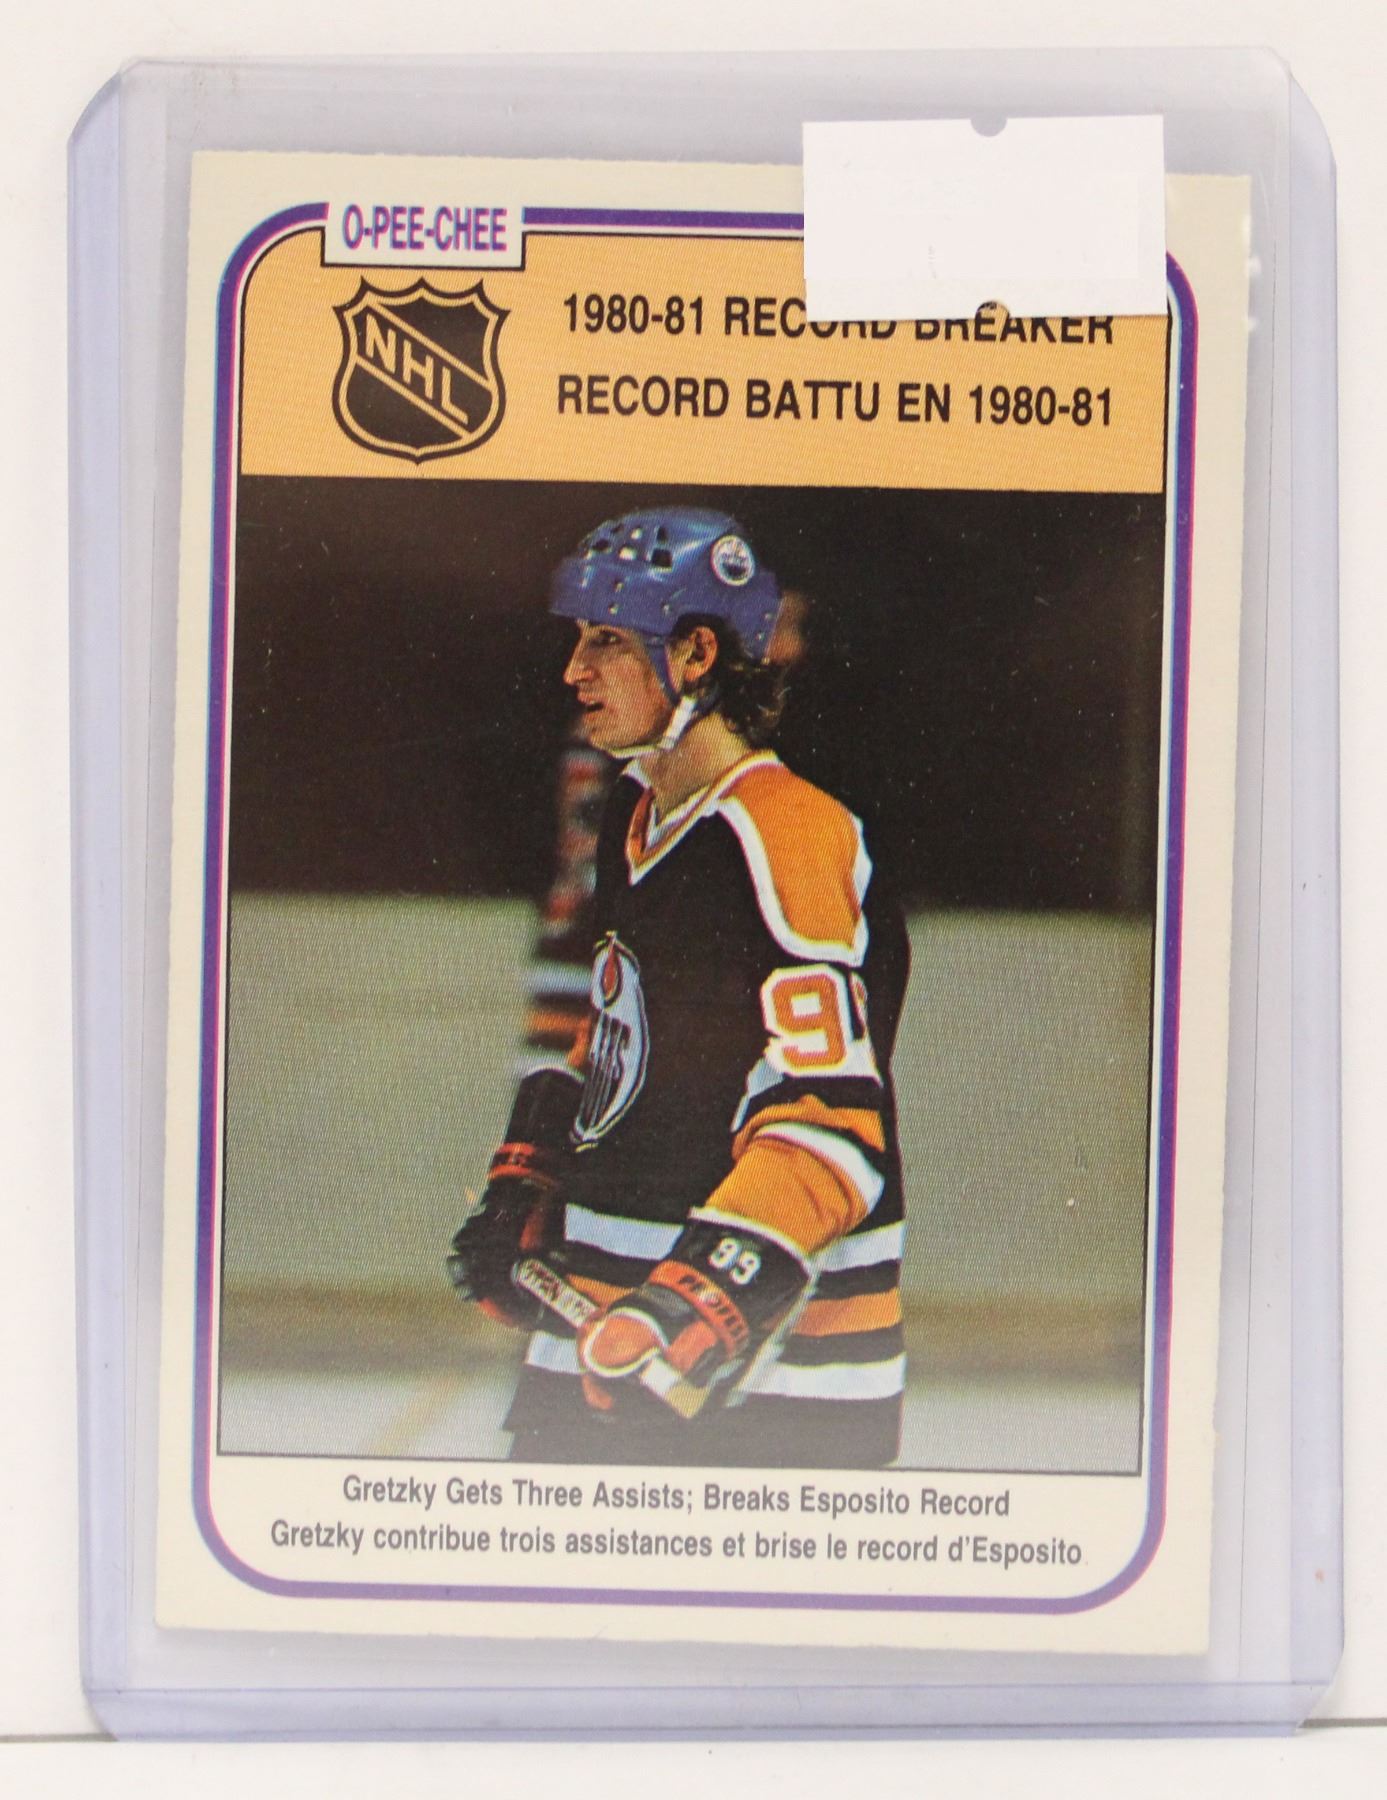 O-PEE-CHEE
NHL
1980-81 RECORD BREAKER
RECORD BATTU EN 1980-81
99
Gretzky Gets Three Assists; Breaks Esposito Record
Gretzky contribue trois assistances et brise le record d'Esposito